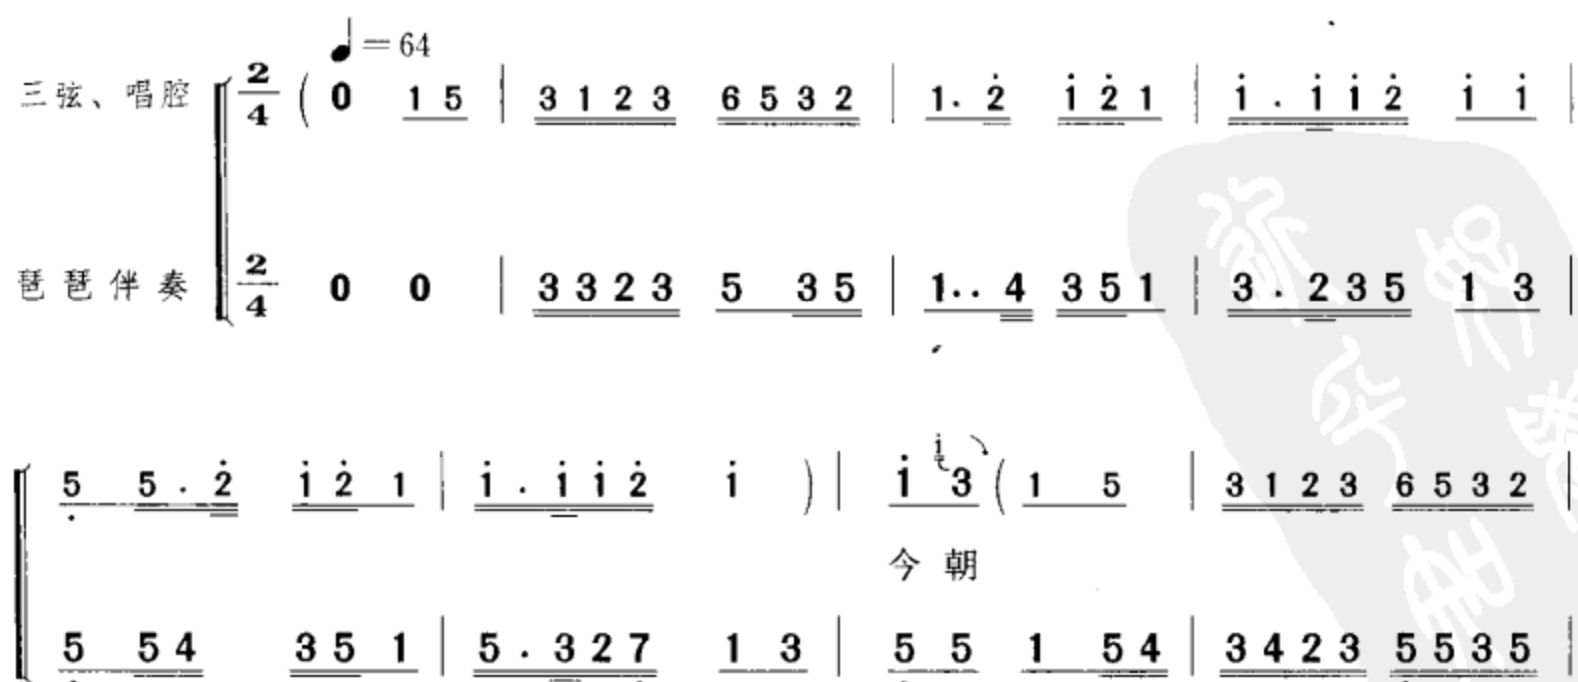 ♩=64
三弦、唱腔 2/4 ( 0 1 5 | 3 1 2 3 6 5 3 2 | 1. 2̇ 1̇ 2̇ 1 | 1̇ . 1̇ 1̇ 2̇ 1̇ 1̇ |
琵琶伴奏 2/4 0 0 | 3 3 2 3 5 3 5 | 1.. 4 3 5 1 | 3 . 2 3 5 1 3 |
5̣ 5 . 2̇ 1̇ 2̇ 1 | 1̇ . 1̇ 1̇ 2̇ 1̇ ) | 1̇ 1̇ 3 ( 1 5 | 3 1 2 3 6 5 3 2 |
今 朝
5̣ 5 4 3 5 1 | 5 . 3 2 7̣ 1 3 | 5̣ 5 1 5 4 | 3 4 2 3 5̣ 5 3 5 |